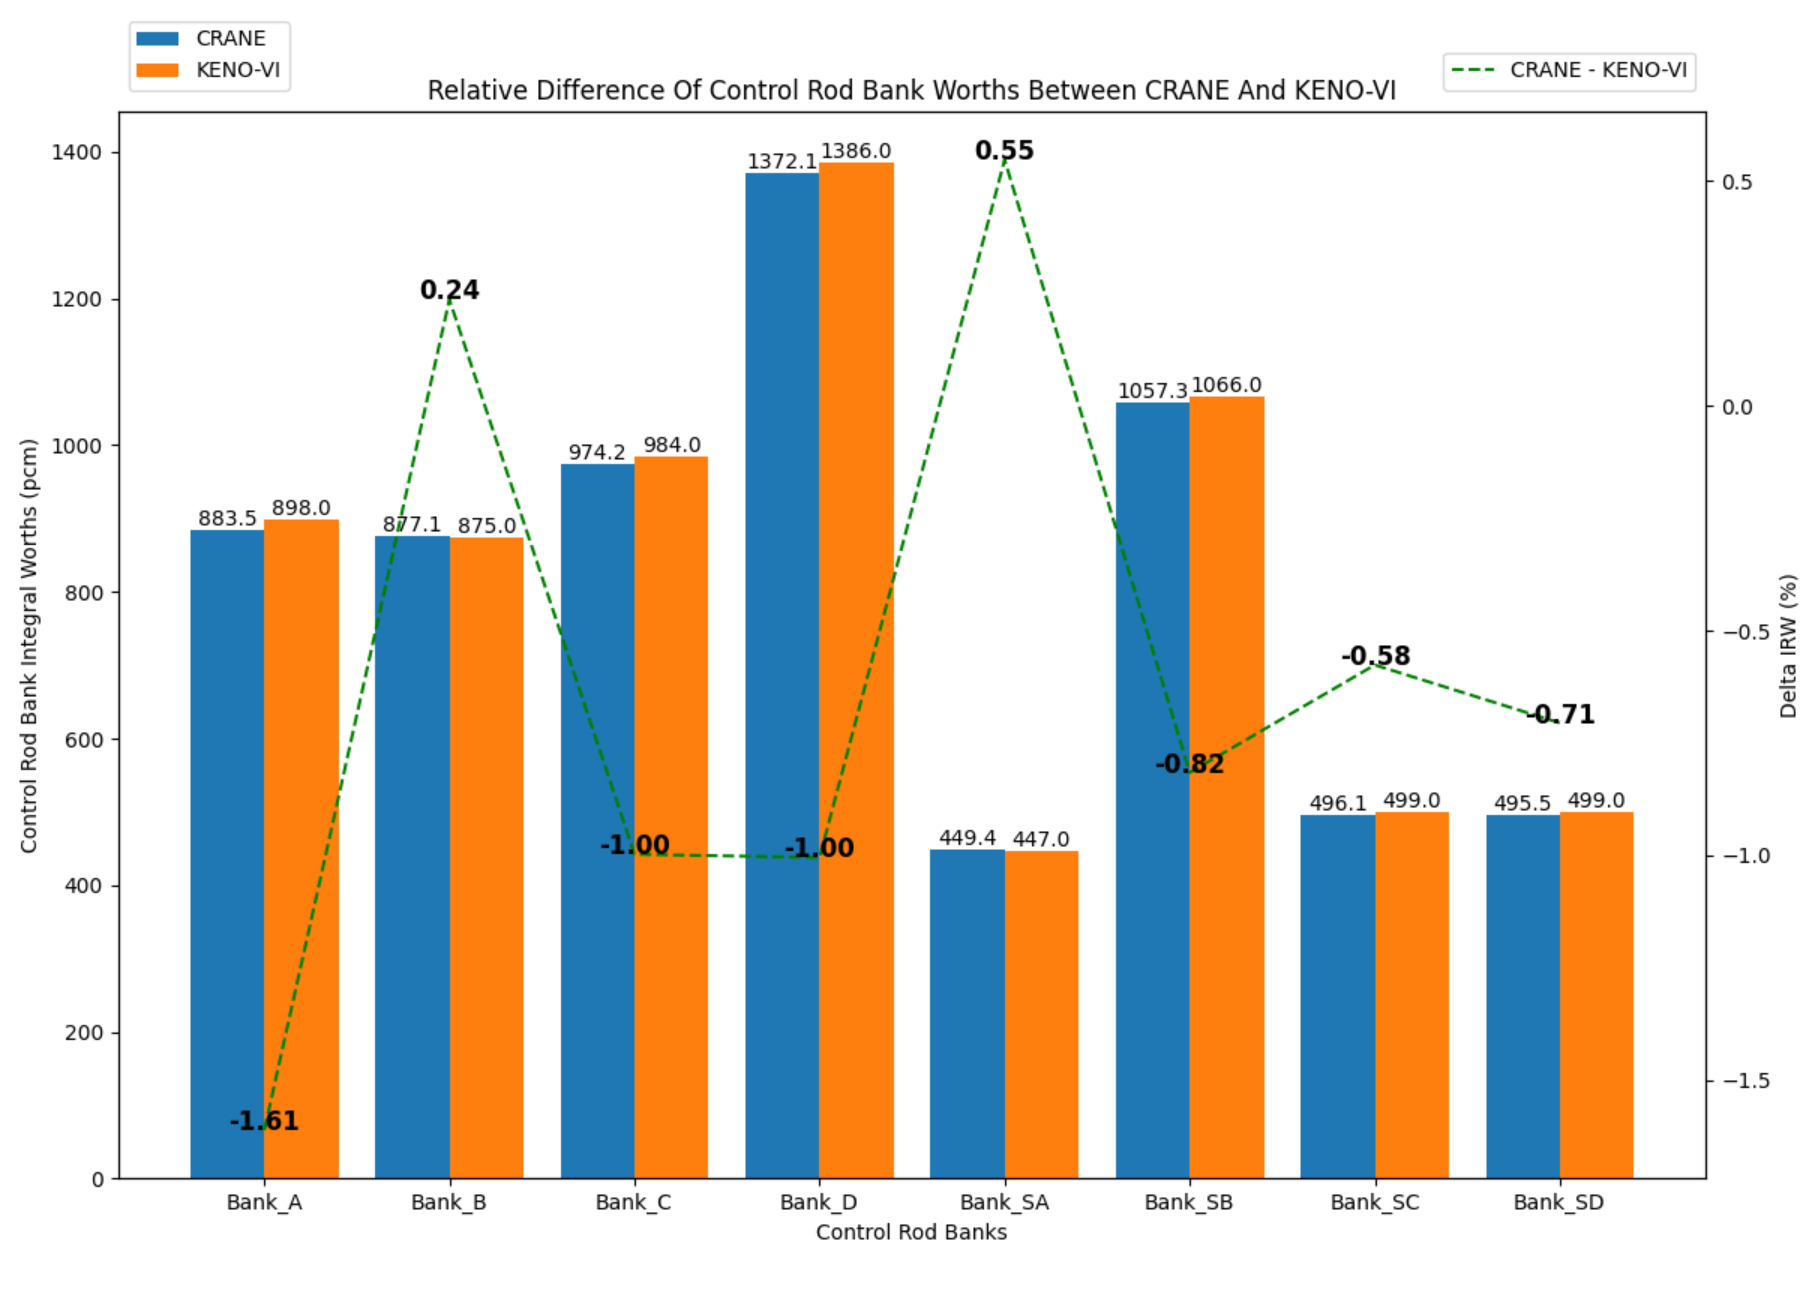 CRANE
KENO-VI
CRANE - KENO-VI
Relative Difference Of Control Rod Bank Worths Between CRANE And KENO-VI
Control Rod Bank Integral Worths (pcm)
1400
1200
1000
800
600
400
200
0
883.5
898.0
877.1
875.0
974.2
984.0
1372.1
1386.0
449.4
447.0
1057.3
1066.0
496.1
499.0
495.5
499.0
-1.61
0.24
-1.00
-1.00
0.55
-0.82
-0.58
-0.71
0.5
0.0
−0.5
−1.0
−1.5
Delta IRW (%)
Bank_A
Bank_B
Bank_C
Bank_D
Bank_SA
Bank_SB
Bank_SC
Bank_SD
Control Rod Banks